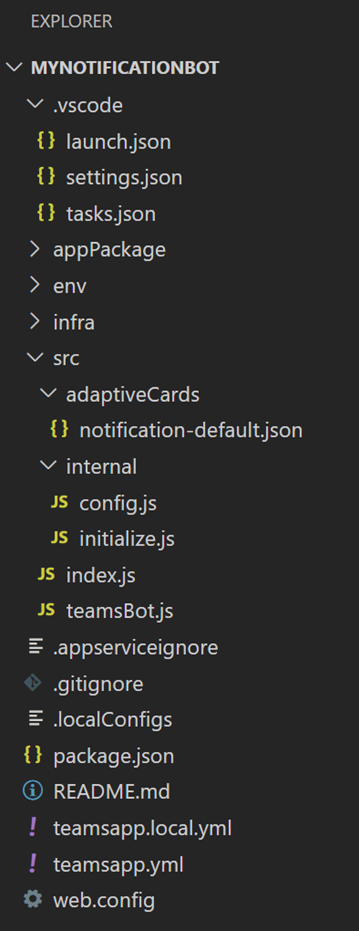 EXPLORER
MYNOTIFICATIONBOT
.vscode
{} launch.json
{} settings.json
{} tasks.json
appPackage
env
infra
src
adaptiveCards
{} notification-default.json
internal
JS config.js
JS initialize.js
JS index.js
JS teamsBot.js
.appserviceignore
.gitignore
.localConfigs
{} package.json
README.md
! teamsapp.local.yml
! teamsapp.yml
web.config